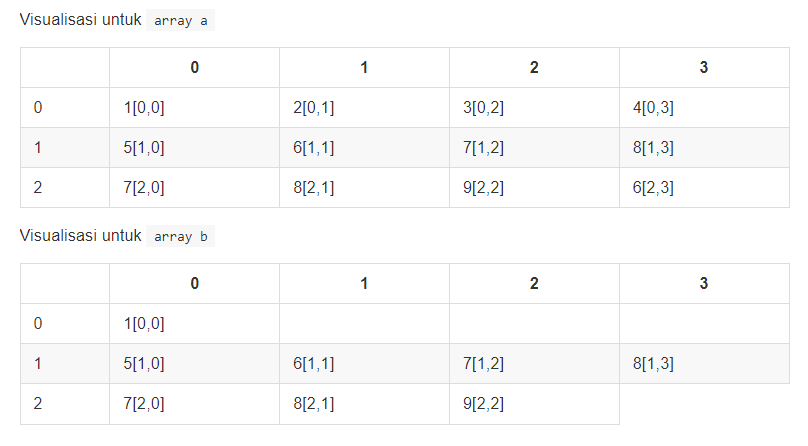 Visualisasi untuk array a
0 1 2 3
0 1[0,0] 2[0,1] 3[0,2] 4[0,3]
1 5[1,0] 6[1,1] 7[1,2] 8[1,3]
2 7[2,0] 8[2,1] 9[2,2] 6[2,3]
Visualisasi untuk array b
0 1 2 3
0 1[0,0]
1 5[1,0] 6[1,1] 7[1,2] 8[1,3]
2 7[2,0] 8[2,1] 9[2,2]